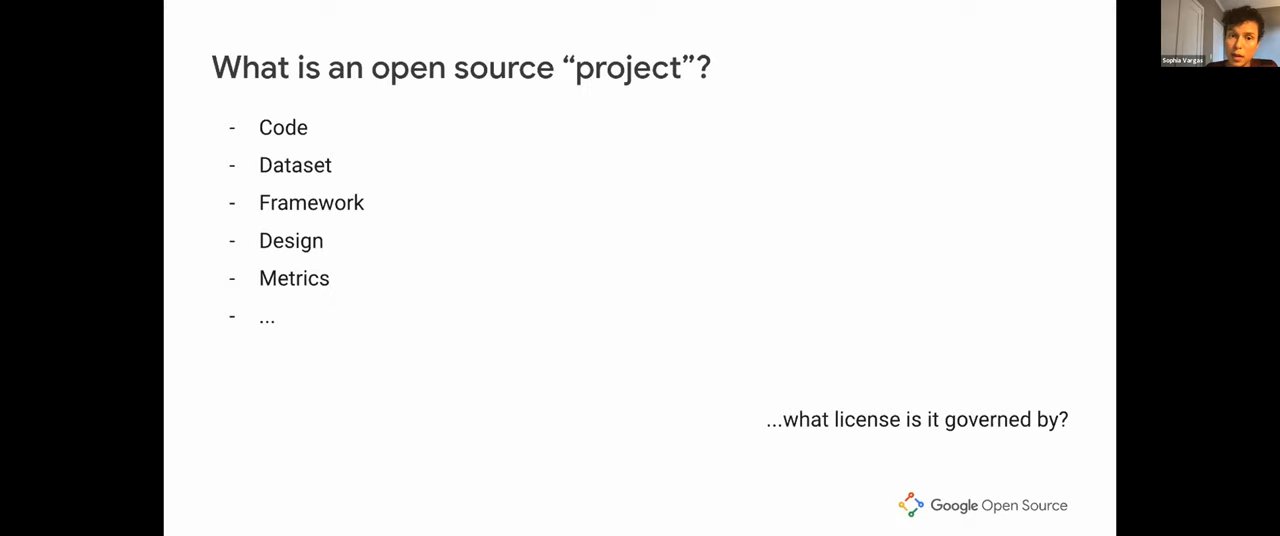 What is an open source “project”?
- Code
- Dataset
- Framework
- Design
- Metrics
- ...
...what license is it governed by?
Google Open Source
Sophia Vargas